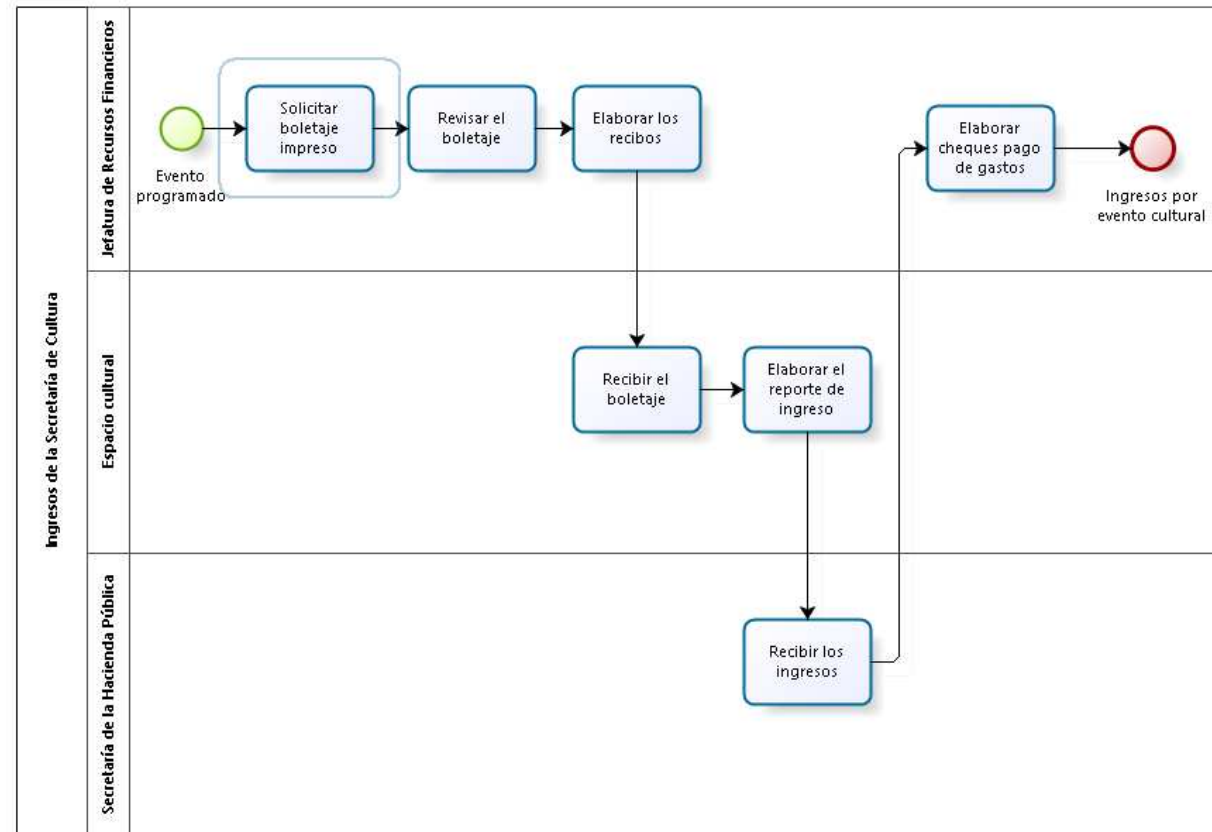 Ingresos de la Secretaría de Cultura
Jefatura de Recursos Financieros
Evento
programado
Solicitar
boletaje
impreso
Revisar el
boletaje
Elaborar los
recibos
Elaborar
cheques pago
de gastos
Ingresos por
evento cultural
Espacio cultural
Recibir el
boletaje
Elaborar el
reporte de
ingreso
Secretaría de la Hacienda Pública
Recibir los
ingresos